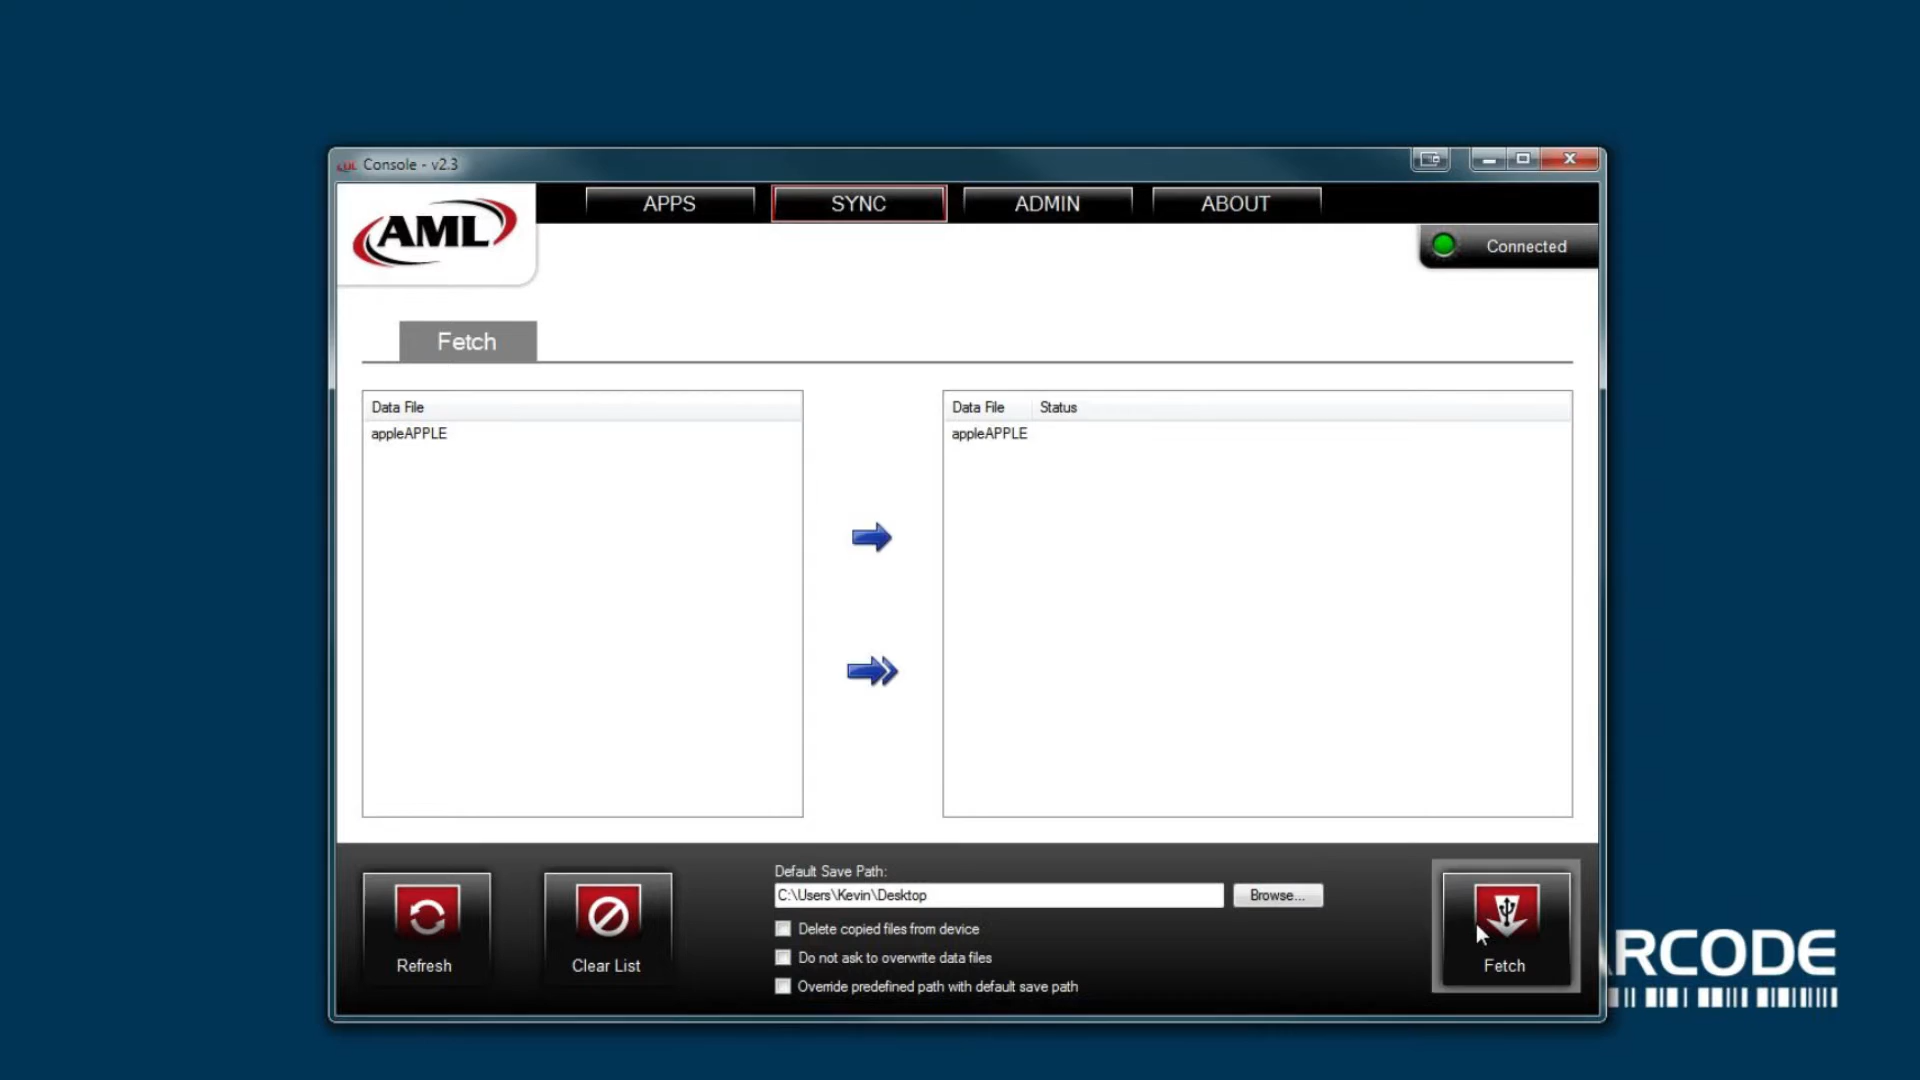 Console - v2.3
AML
APPS
SYNC
ADMIN
ABOUT
Connected
Fetch
Data File
appleAPPLE
Data File Status
appleAPPLE
Refresh
Clear List
Default Save Path:
C:\Users\Kevin\Desktop
Browse...
Delete copied files from device
Do not ask to overwrite data files
Override predefined path with default save path
Fetch
RCODE